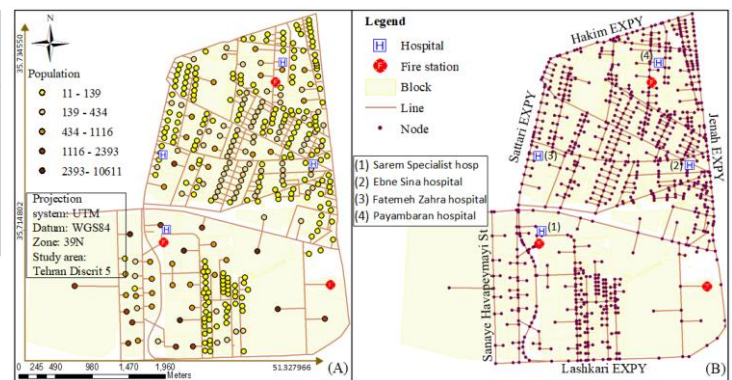 N
35.734550
Population
11 - 139
139 - 434
434 - 1116
1116 - 2393
2393- 10611
Projection
system: UTM
Datum: WGS84
Zone: 39N
Study area:
Tehran Discrit 5
35.714802
H
F
H
H
H
F
F
0 245 490 980 1,470 1,960
Meters
51.327966
(A)
Legend
H Hospital
F Fire station
Block
Line
Node
(1) Sarem Specialist hosp
(2) Ebne Sina hospital
(3) Fatemeh Zahra hospital
(4) Payambaran hospital
Hakim EXPY
Sattari EXPY
Jenah EXPY
Sanaye Havapeymayi St
Lashkari EXPY
(4) H
F
H (3)
(2) H
H (1)
F
F
(B)